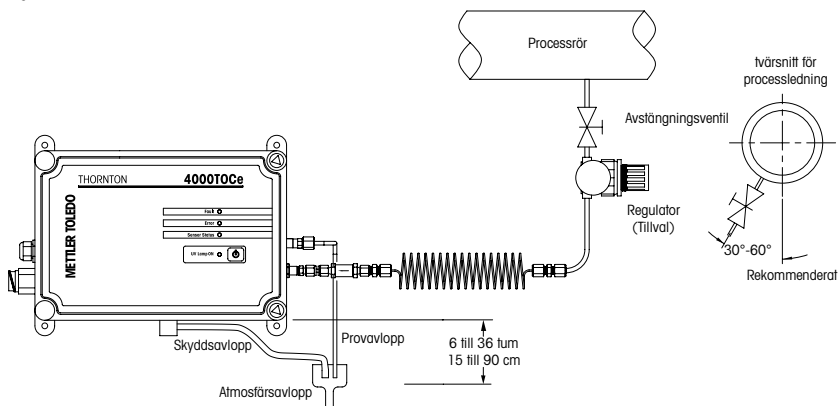 Processrör
tvärsnitt för
processledning
Avstängningsventil
THORNTON
4000TOCe
METTLER TOLEDO
Fault
Error
Sensor Status
UV Lamp ON
Regulator
(Tillval)
30°-60°
Rekommenderat
Skyddsavlopp
Provavlopp
6 till 36 tum
15 till 90 cm
Atmosfärsavlopp